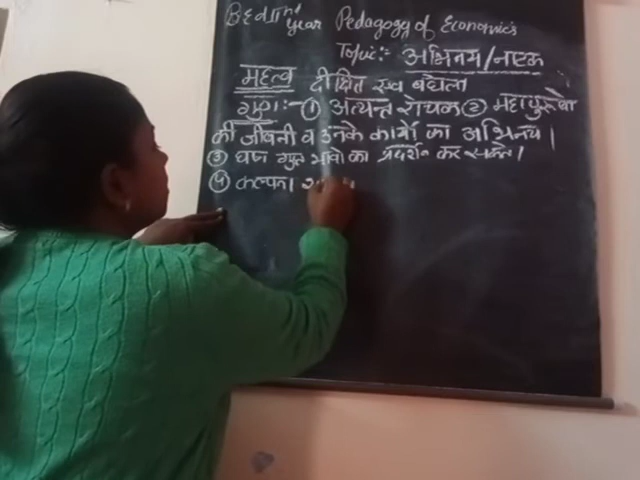 B.Ed IInd year Pedagogy of Economics
Topic:- अभिनय/नाटक
महत्व दीक्षित एवं बघेला
गुण:- ① अत्यन्त रोचक ② महापुरुषों
की जीवनी व उनके कार्यो का अभिनय।
③ गुप्त भावो का प्रदर्शन कर सकते।
④ कल्पना